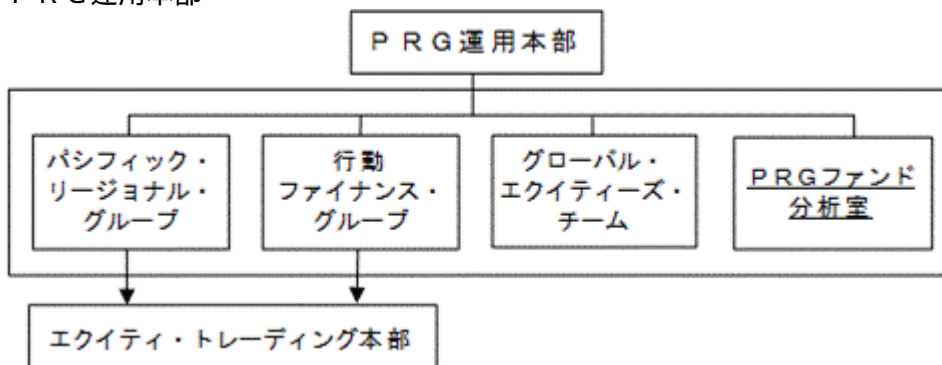 ＰＲＧ運用本部
ＰＲＧ運用本部
パシフィック・
リージョナル・
グループ
行動
ファイナンス・
グループ
グローバル・
エクイティーズ・
チーム
ＰＲＧファンド
分析室
エクイティ・トレーディング本部